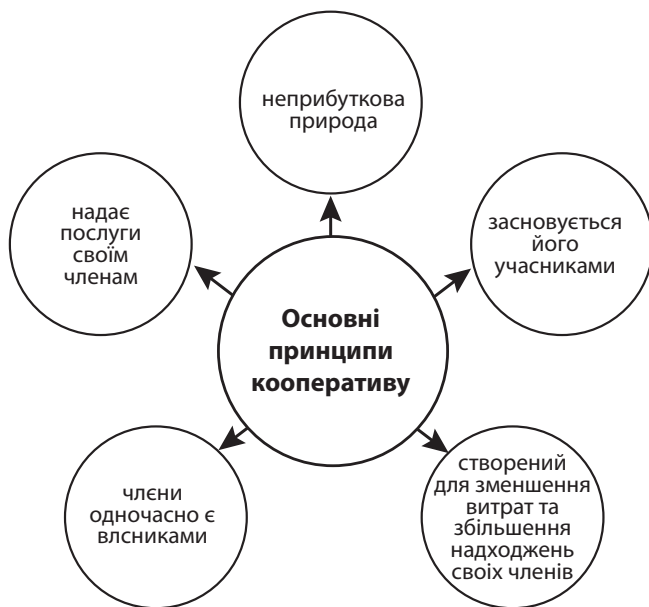 неприбуткова
природа
надає
послуги
своїм
членам
засновується
його
учасниками
Основні
принципи
кооперативу
члєни
одночасно є
влсниками
створений
для зменшення
витрат та
збільшення
надходжень
своїх членів